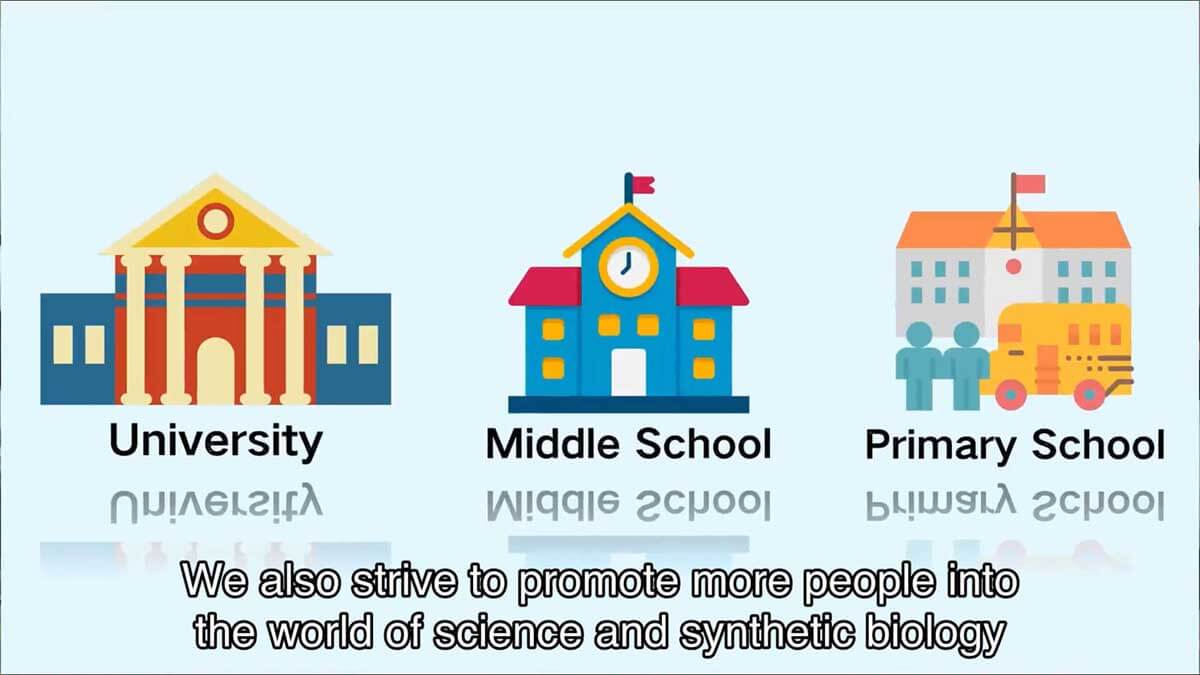 University
Middle School
Primary School
We also strive to promote more people into
the world of science and synthetic biology